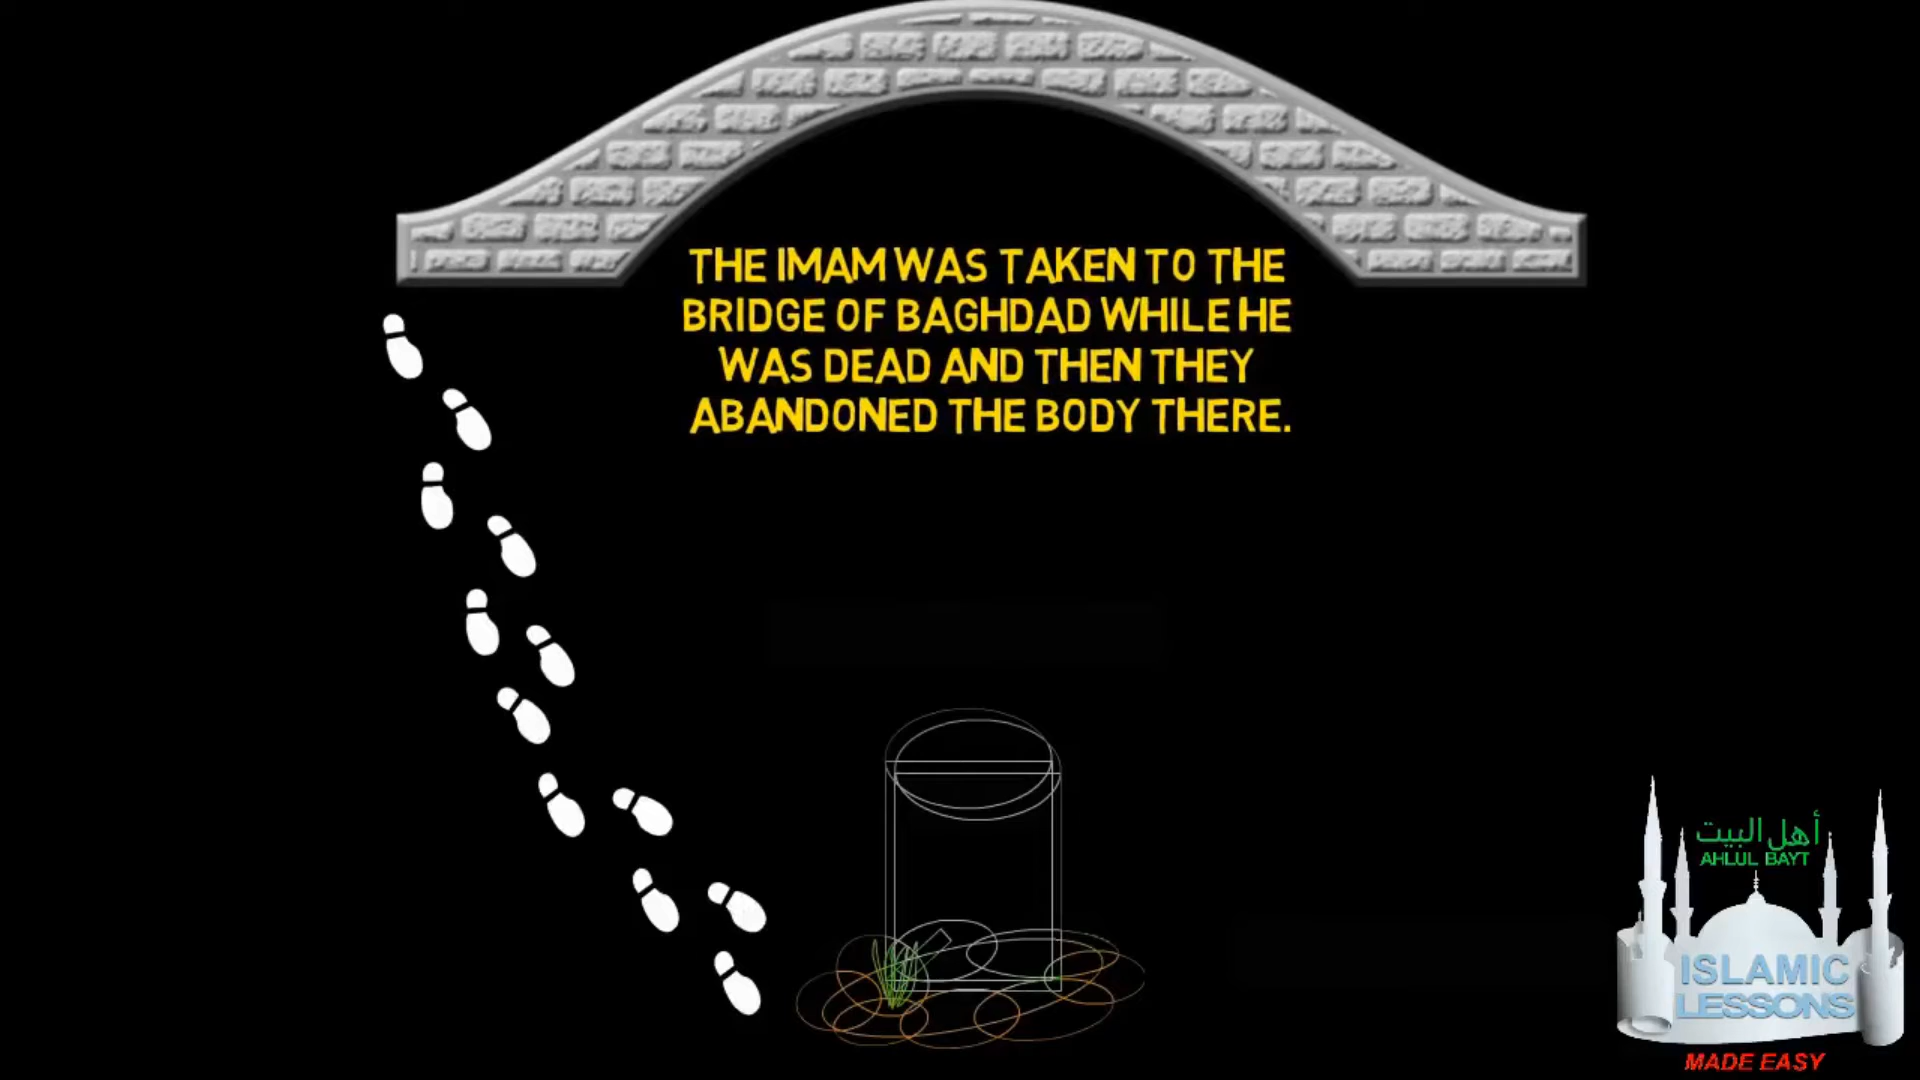 THE IMAM WAS TAKEN TO THE
BRIDGE OF BAGHDAD WHILE HE
WAS DEAD AND THEN THEY
ABANDONED THE BODY THERE.
أهل البيت
AHLUL BAYT
ISLAMIC
LESSONS
MADE EASY